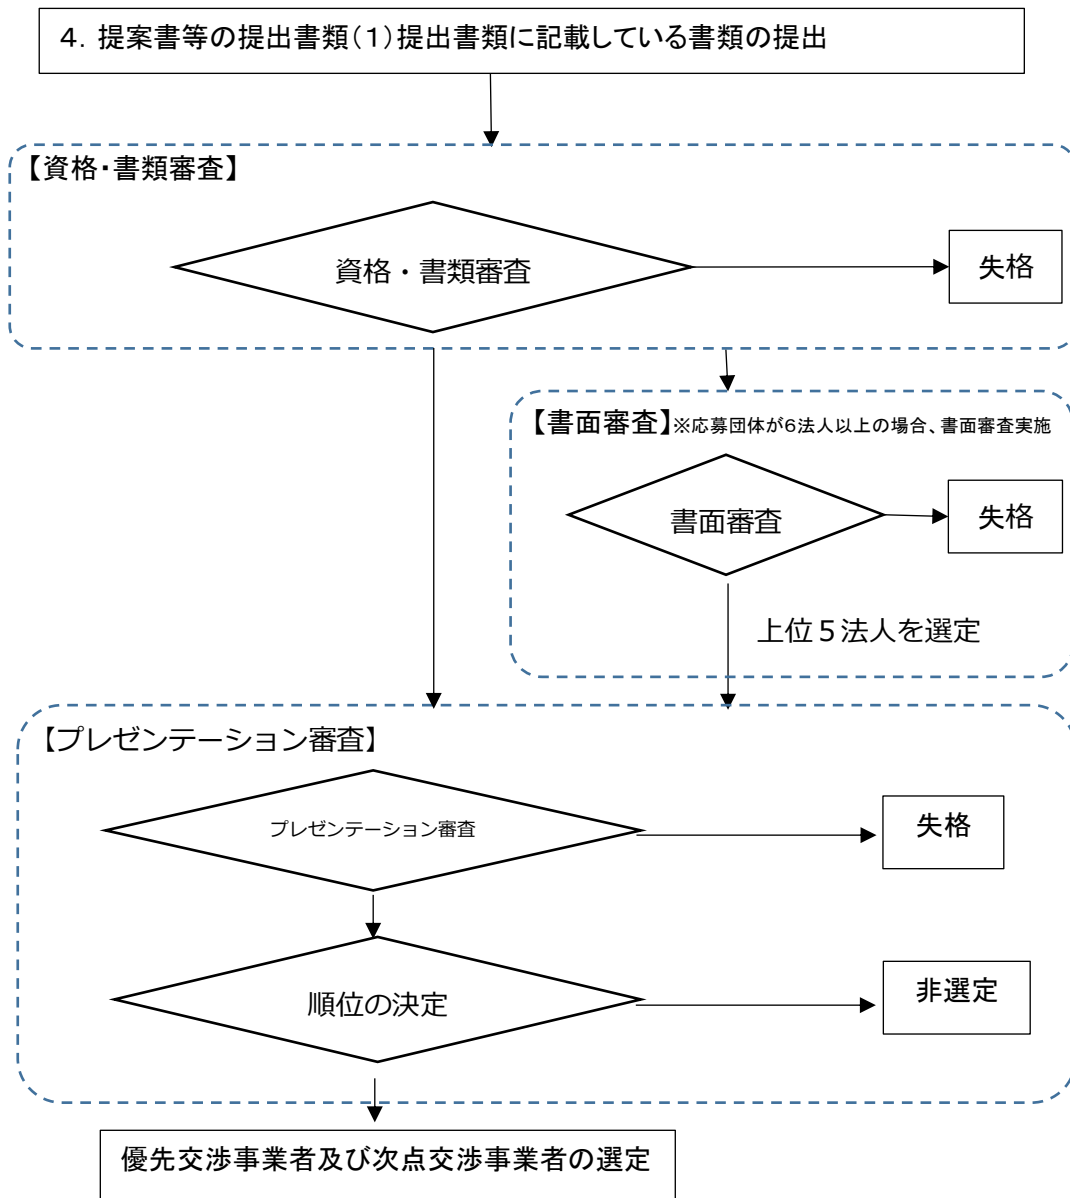 ４．提案書等の提出書類（１）提出書類に記載している書類の提出
【資格・書類審査】
資格・書類審査
失格
【書面審査】※応募団体が6法人以上の場合、書面審査実施
書面審査
失格
上位５法人を選定
【プレゼンテーション審査】
プレゼンテーション審査
失格
順位の決定
非選定
優先交渉事業者及び次点交渉事業者の選定